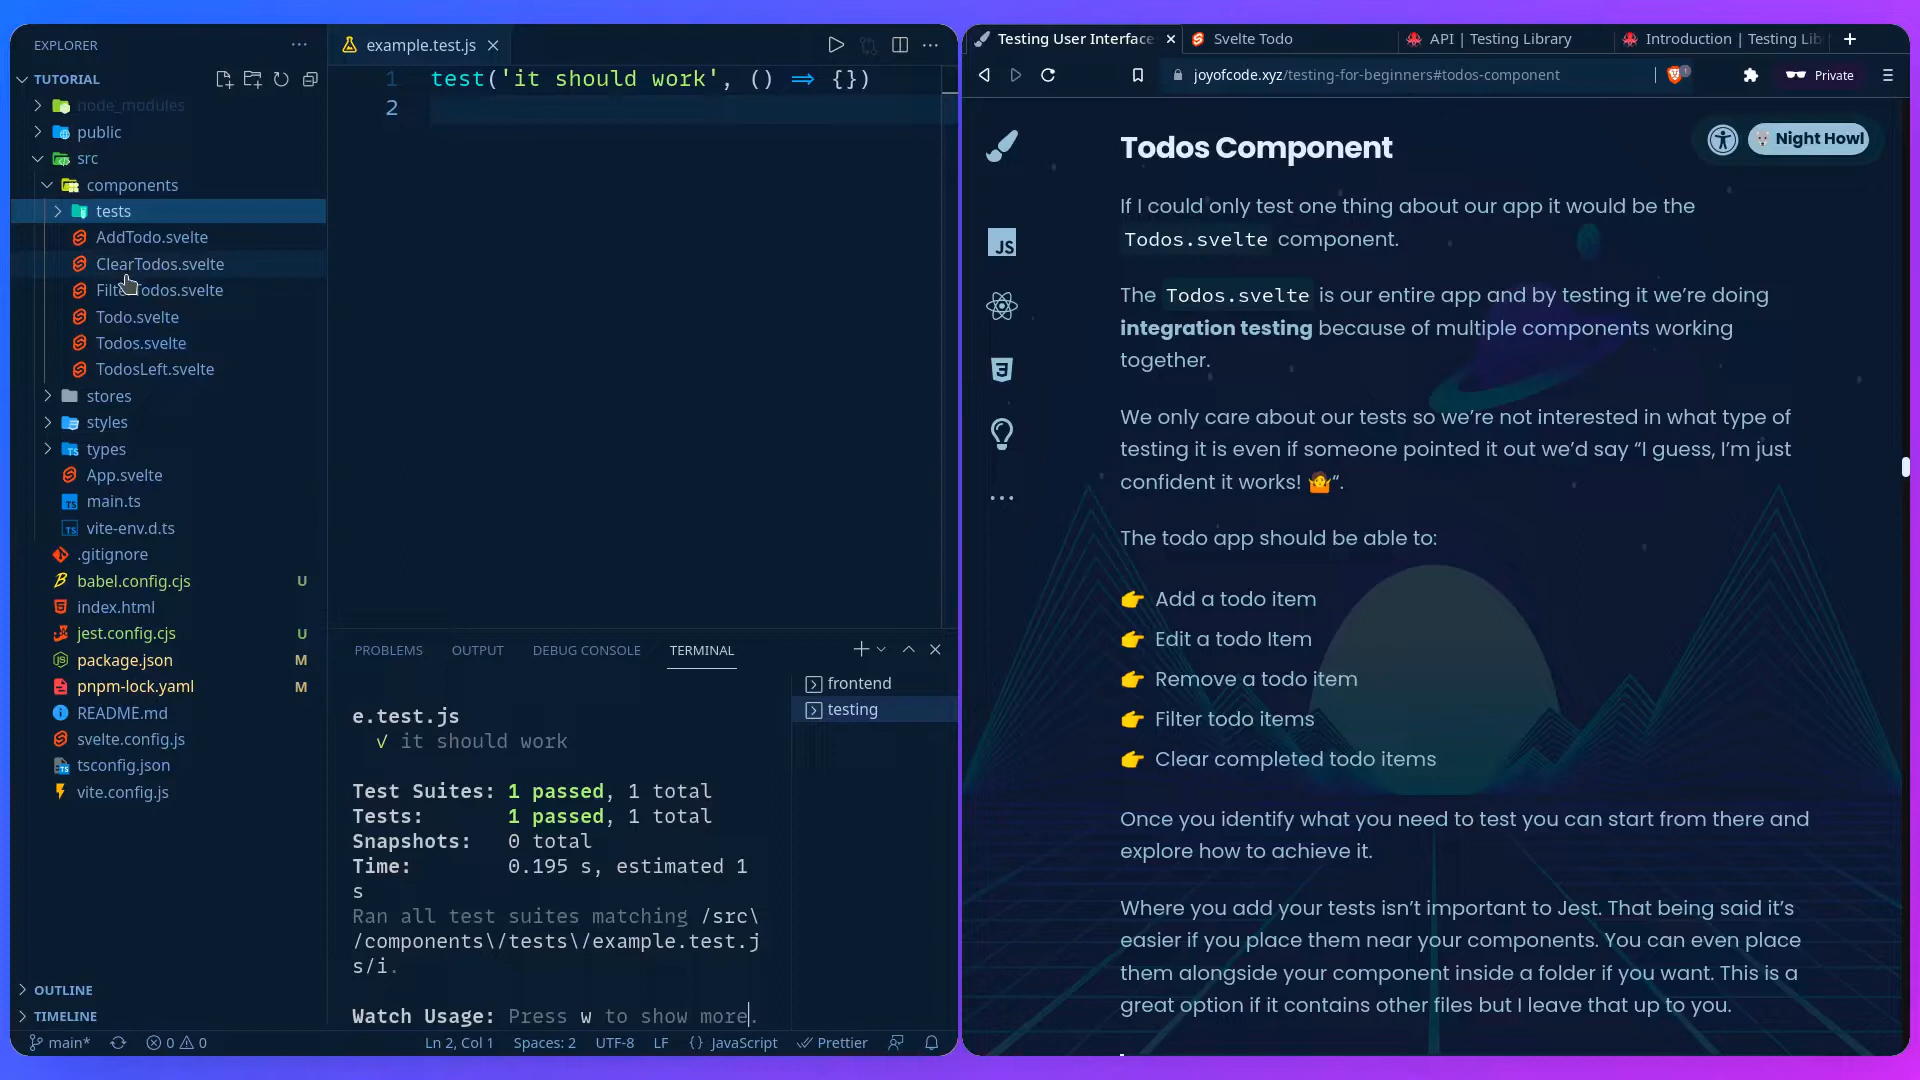 EXPLORER
TUTORIAL
node_modules
public
src
components
tests
AddTodo.svelte
ClearTodos.svelte
FilterTodos.svelte
Todo.svelte
Todos.svelte
TodosLeft.svelte
stores
styles
types
App.svelte
main.ts
vite-env.d.ts
.gitignore
babel.config.cjs U
index.html
jest.config.cjs U
package.json M
pnpm-lock.yaml M
README.md
svelte.config.js
tsconfig.json
vite.config.js
OUTLINE
TIMELINE
example.test.js
1 test('it should work', () => {})
2
PROBLEMS OUTPUT DEBUG CONSOLE TERMINAL
frontend
testing
e.test.js
√ it should work
Test Suites: 1 passed, 1 total
Tests: 1 passed, 1 total
Snapshots: 0 total
Time: 0.195 s, estimated 1
s
Ran all test suites matching /src\
/components\/tests\/example.test.j
s/i.
Watch Usage: Press w to show more.
main* 0 0 Ln 2, Col 1 Spaces: 2 UTF-8 LF {} JavaScript Prettier
Testing User Interface Svelte Todo API | Testing Library Introduction | Testing Lib
joyofcode.xyz/testing-for-beginners#todos-component 1 Private
Night Howl
JS
3
Todos Component
If I could only test one thing about our app it would be the
Todos.svelte component.
The Todos.svelte is our entire app and by testing it we’re doing
integration testing because of multiple components working
together.
We only care about our tests so we’re not interested in what type of
testing it is even if someone pointed it out we’d say “I guess, I’m just
confident it works! 🤷“.
The todo app should be able to:
👉 Add a todo item
👉 Edit a todo Item
👉 Remove a todo item
👉 Filter todo items
👉 Clear completed todo items
Once you identify what you need to test you can start from there and
explore how to achieve it.
Where you add your tests isn’t important to Jest. That being said it’s
easier if you place them near your components. You can even place
them alongside your component inside a folder if you want. This is a
great option if it contains other files but I leave that up to you.